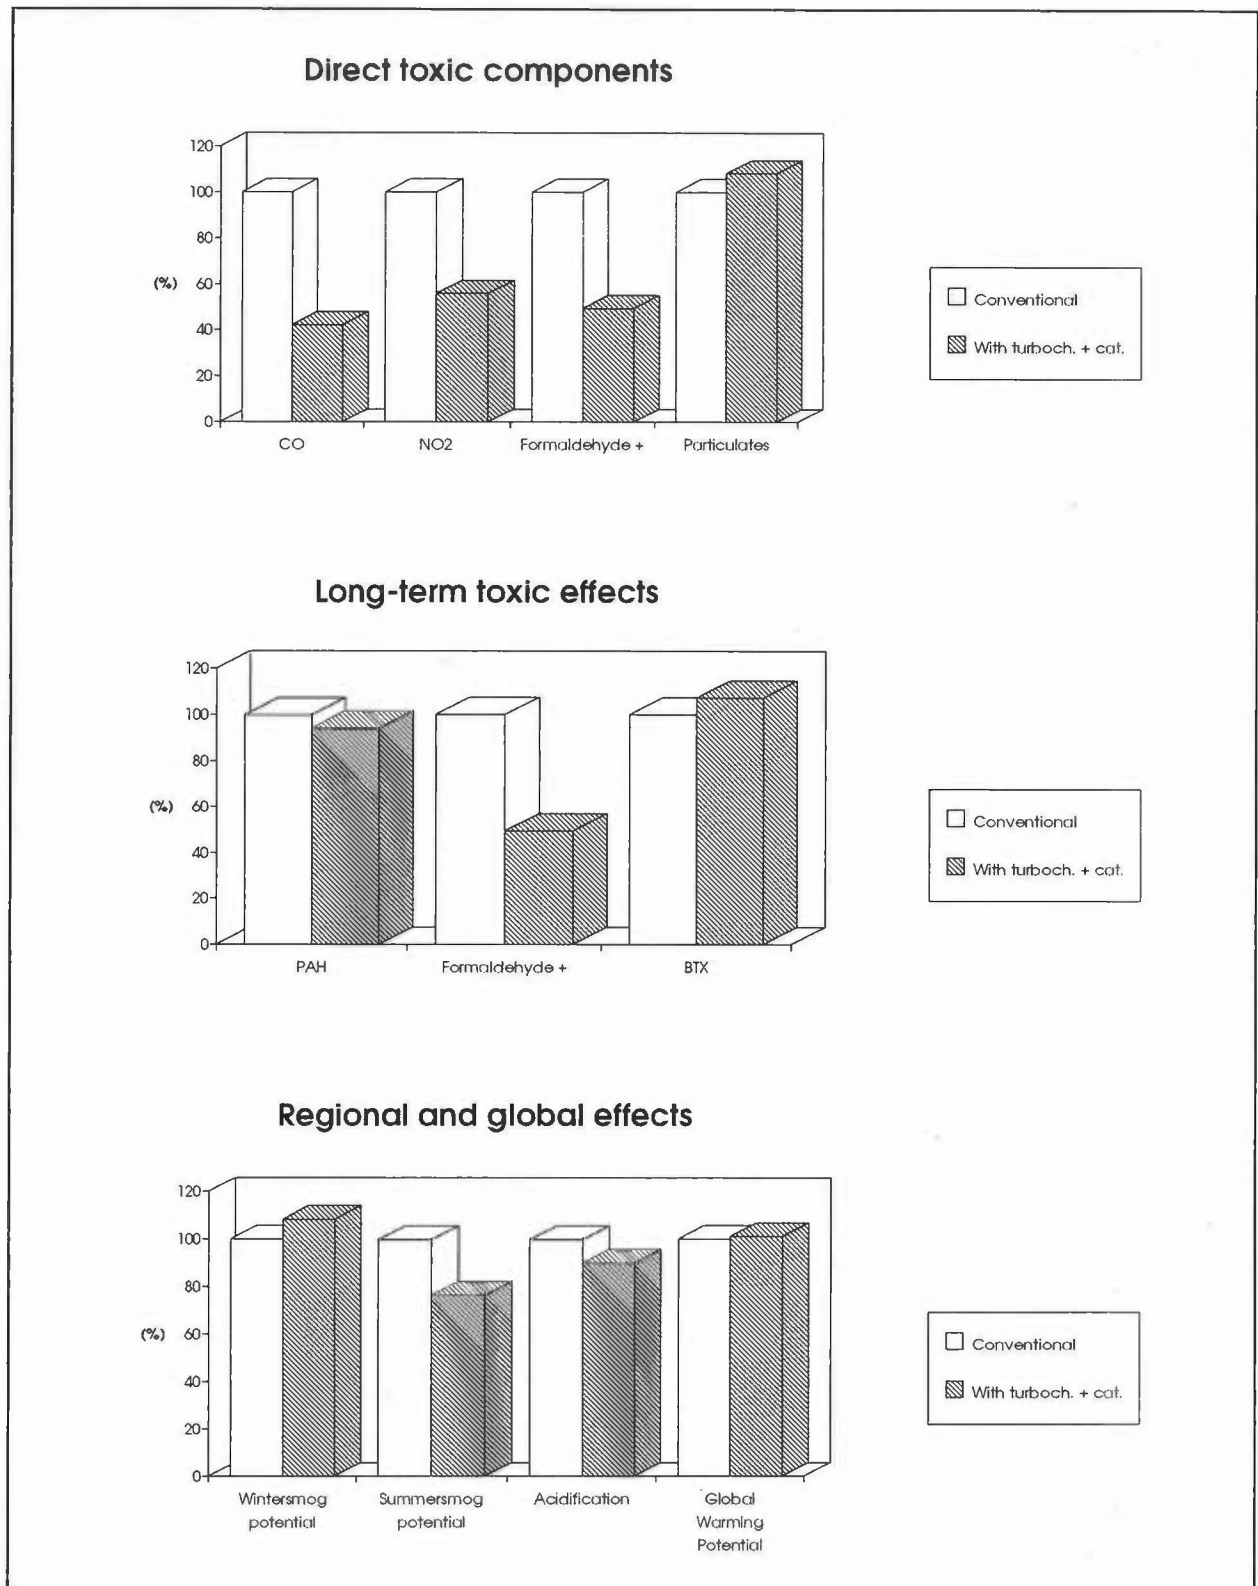 Direct toxic components
120
100
80
(%) 60
40
20
0
CO NO2 Formaldehyde + Particulates
Conventional
With turboch. + cat.
Long-term toxic effects
120
100
80
(%) 60
40
20
0
PAH Formaldehyde + BTX
Conventional
With turboch. + cat.
Regional and global effects
120
100
80
(%) 60
40
20
0
Wintersmog Summersmog Acidification Global
potential potential Warming
Potential
Conventional
With turboch. + cat.